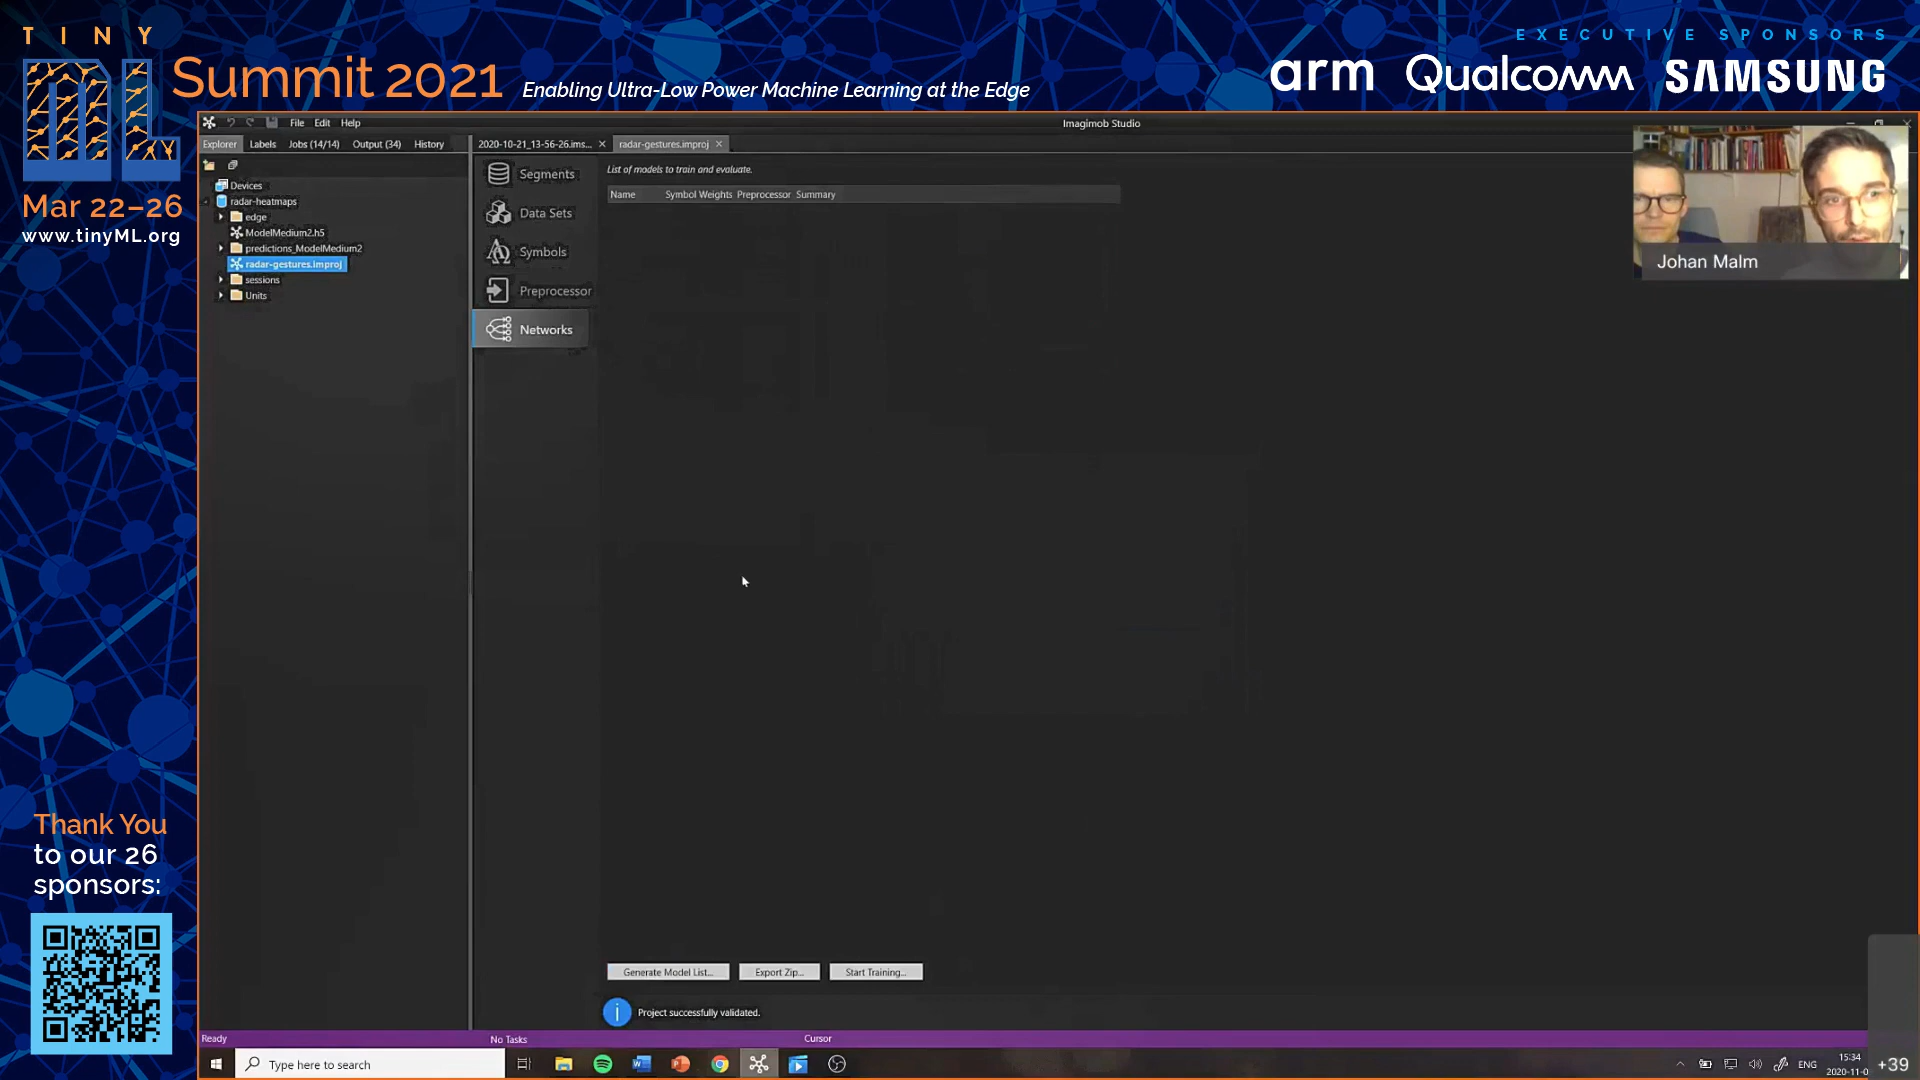 TINY
ML
Summit 2021
Enabling Ultra-Low Power Machine Learning at the Edge
EXECUTIVE SPONSORS
arm Qualcomm SAMSUNG
Mar 22–26
www.tinyML.org
Thank You
to our 26
sponsors:
File Edit Help
Imagimob Studio
Explorer Labels Jobs (14/14) Output (34) History
2020-10-21_13-56-26.ims... radar-gestures.improj
Devices
radar-heatmaps
edge
ModelMedium2.h5
predictions_ModelMedium2
radar-gestures.improj
sessions
Units
Segments
Data Sets
Symbols
Preprocessor
Networks
List of models to train and evaluate.
Name Symbol Weights Preprocessor Summary
Johan Malm
Generate Model List... Export Zip... Start Training...
Project successfully validated.
Ready No Tasks Cursor
Type here to search
ENG
15:34
2020-11-0
+39